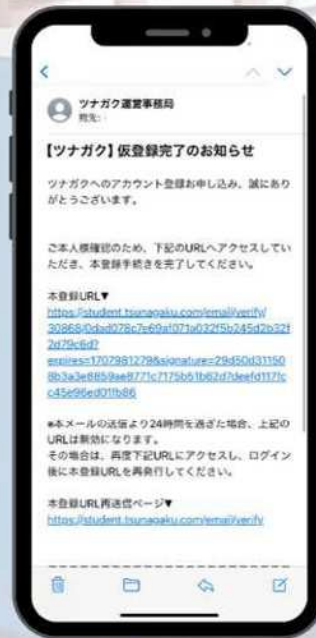 ツナガク運営事務局
宛先:
【ツナガク】仮登録完了のお知らせ
ツナガクへのアカウント登録お申し込み、誠にあり
がとうございます。
ご本人様確認のため、下記のURLへアクセスしてい
ただき、本登録手続きを完了してください。
本登録URL▼
https://student.tsunagaku.com/email/verify/
2d79c6d?
※本メールの送信より24時間を過ぎた場合、上記の
URLは無効になります。
その場合は、再度下記URLにアクセスし、ログイン
後に本登録URLを再発行してください。
本登録URL再送信ページ▼
https://student.tsunagaku.com/email/verify